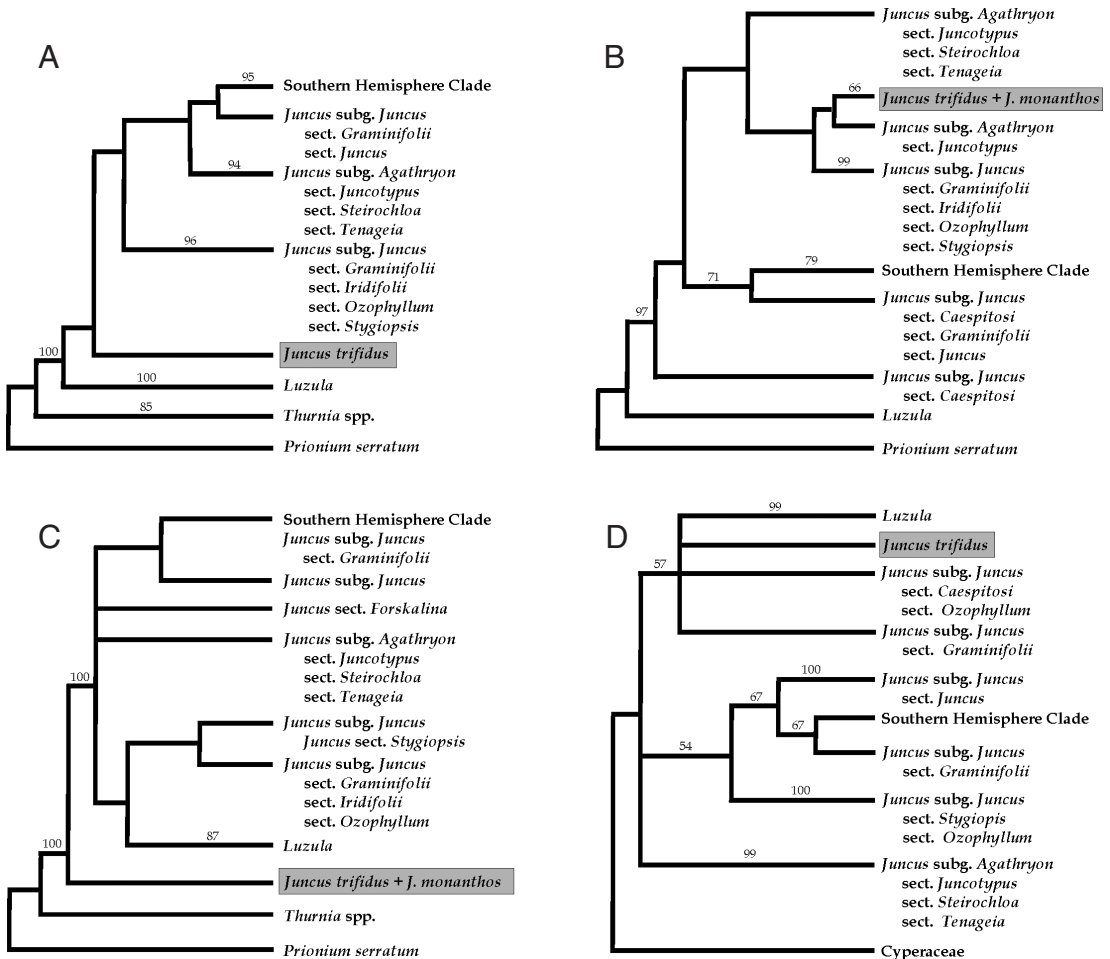 A
95
Southern Hemisphere Clade
Juncus subg. Juncus
sect. Graminifolii
sect. Juncus
94
Juncus subg. Agathryon
sect. Juncotypus
sect. Steirochloa
sect. Tenageia
96
Juncus subg. Juncus
sect. Graminifolii
sect. Iridifolii
sect. Ozophyllum
sect. Stygiopsis
Juncus trifidus
100
100
Luzula
85
Thurnia spp.
Prionium serratum
B
Juncus subg. Agathryon
sect. Juncotypus
sect. Steirochloa
sect. Tenageia
66
Juncus trifidus + J. monanthos
Juncus subg. Agathryon
sect. Juncotypus
99
Juncus subg. Juncus
sect. Graminifolii
sect. Iridifolii
sect. Ozophyllum
sect. Stygiopsis
79
Southern Hemisphere Clade
71
Juncus subg. Juncus
sect. Caespitosi
sect. Graminifolii
sect. Juncus
97
Juncus subg. Juncus
sect. Caespitosi
Luzula
Prionium serratum
C
Southern Hemisphere Clade
Juncus subg. Juncus
sect. Graminifolii
Juncus subg. Juncus
Juncus sect. Forskalina
Juncus subg. Agathryon
sect. Juncotypus
sect. Steirochloa
sect. Tenageia
100
Juncus subg. Juncus
Juncus sect. Stygiopsis
Juncus subg. Juncus
sect. Graminifolii
sect. Iridifolii
sect. Ozophyllum
87
Luzula
100
Juncus trifidus + J. monanthos
Thurnia spp.
Prionium serratum
D
99
Luzula
Juncus trifidus
57
Juncus subg. Juncus
sect. Caespitosi
sect. Ozophyllum
Juncus subg. Juncus
sect. Graminifolii
100
Juncus subg. Juncus
sect. Juncus
67
Southern Hemisphere Clade
67
Juncus subg. Juncus
sect. Graminifolii
54
100
Juncus subg. Juncus
sect. Stygiopis
sect. Ozophyllum
99
Juncus subg. Agathryon
sect. Juncotypus
sect. Steirochloa
sect. Tenageia
Cyperaceae